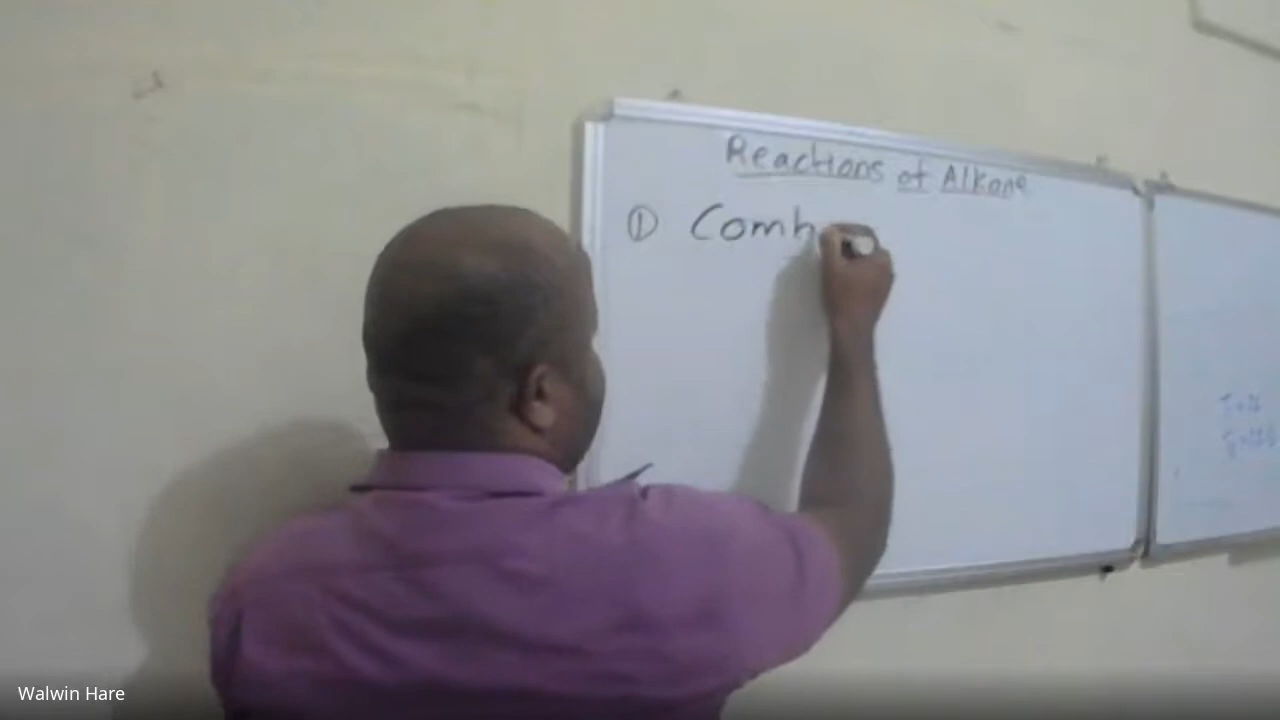 Reactions of Alkane
① Comb
Walwin Hare